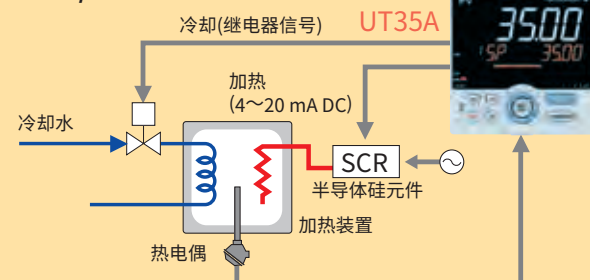 冷却(继电器信号)
UT35A
35.00
SP 35.00
加热
(4～20 mA DC)
冷却水
SCR
半导体硅元件
加热装置
热电偶